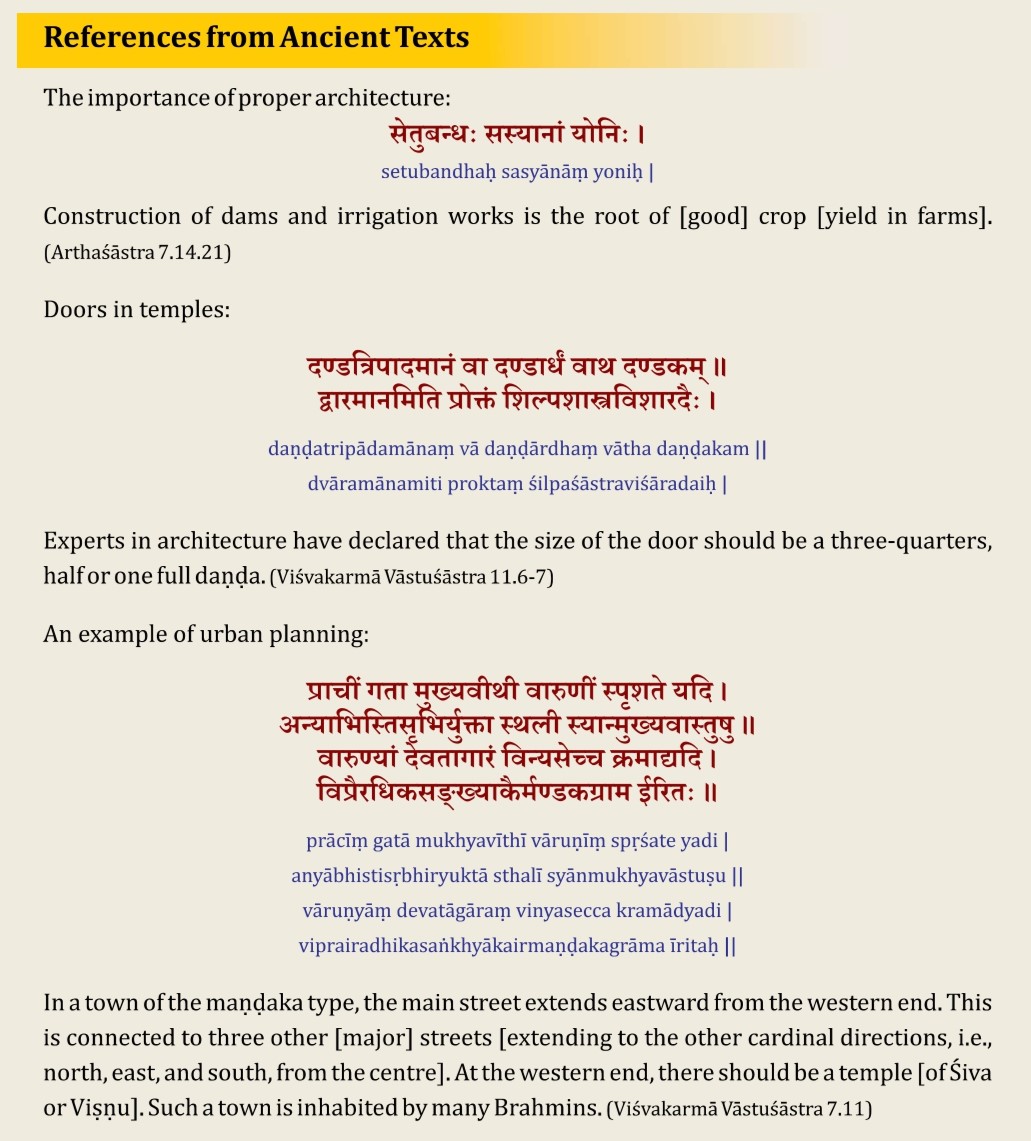 References from Ancient Texts
The importance of proper architecture:
सेतुबन्धः सस्यानां योनिः ।
setubandhaḥ sasyānāṃ yoniḥ |
Construction of dams and irrigation works is the root of [good] crop [yield in farms].
(Arthaśāstra 7.14.21)
Doors in temples:
दण्डत्रिपादमानं वा दण्डार्धं वाथ दण्डकम् ॥
द्वारमानमिति प्रोक्तं शिल्पशास्त्रविशारदैः ।
daṇḍatripādamānaṃ vā daṇḍārdhaṃ vātha daṇḍakam ||
dvāramānamiti proktaṃ śilpaśāstraviśāradaiḥ |
Experts in architecture have declared that the size of the door should be a three-quarters,
half or one full daṇḍa. (Viśvakarmā Vāstuśāstra 11.6-7)
An example of urban planning:
प्राचीं गता मुख्यवीथी वारुणीं स्पृशते यदि ।
अन्याभिस्तिसृभिर्युक्ता स्थली स्यान्मुख्यवास्तुषु ॥
वारुण्यां देवतागारं विन्यसेच्च क्रमाद्यदि ।
विप्रैरधिकसङ्ख्याकैर्मण्डकग्राम ईरितः ॥
prācīṃ gatā mukhyavīthī vāruṇīṃ spṛśate yadi |
anyābhistisṛbhiryuktā sthalī syānmukhyavāstuṣu ||
vāruṇyāṃ devatāgāraṃ vinyasecca kramādyadi |
viprairadhikasaṅkhyākairmaṇḍakagrāma īritaḥ ||
In a town of the maṇḍaka type, the main street extends eastward from the western end. This
is connected to three other [major] streets [extending to the other cardinal directions, i.e.,
north, east, and south, from the centre]. At the western end, there should be a temple [of Śiva
or Viṣṇu]. Such a town is inhabited by many Brahmins. (Viśvakarmā Vāstuśāstra 7.11)